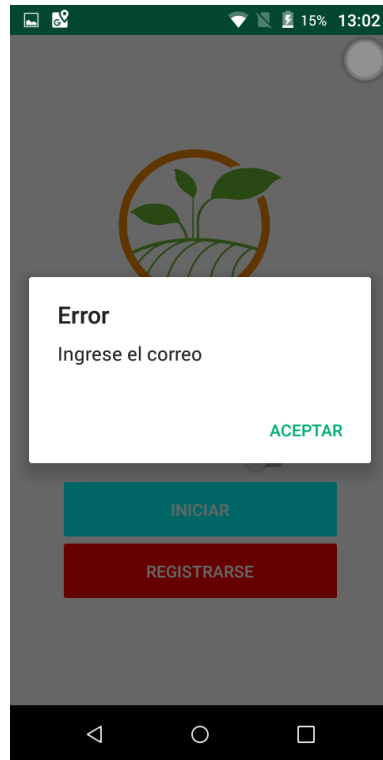 15% 13:02
Error
Ingrese el correo
ACEPTAR
INICIAR
REGISTRARSE